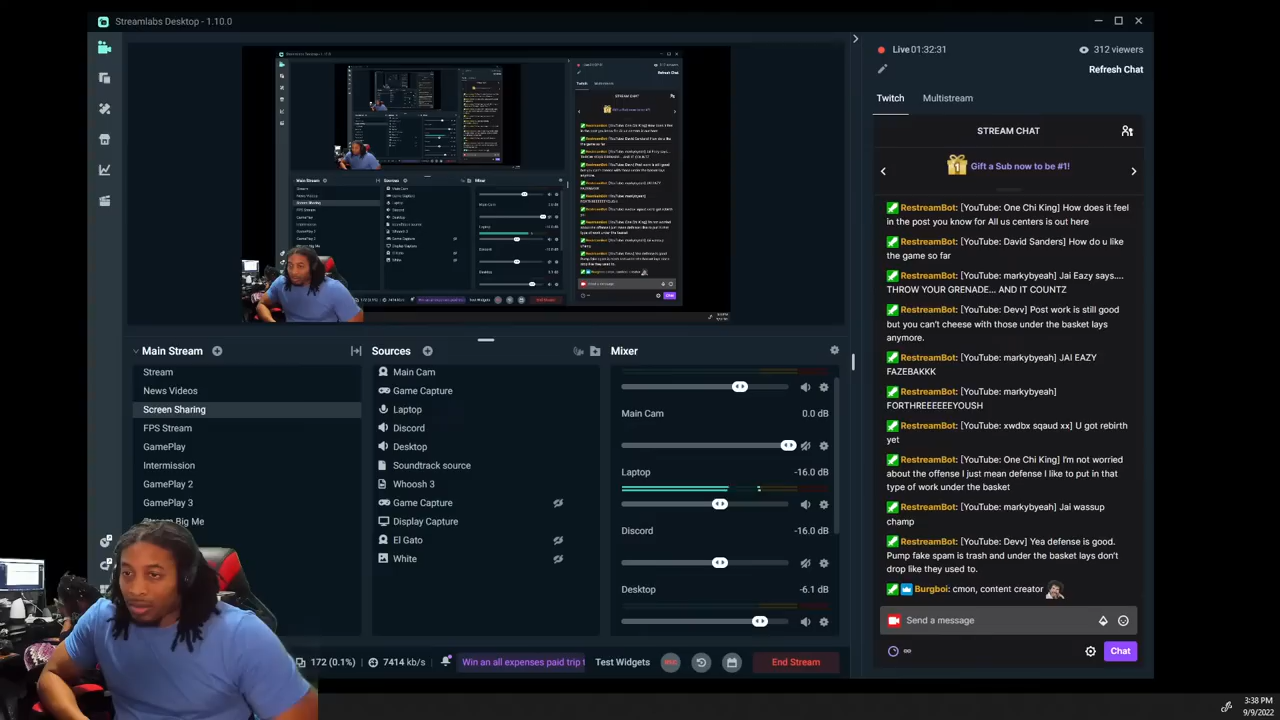 Streamlabs Desktop - 1.10.0
Live 01:32:31
312 viewers
Refresh Chat
Twitch
Multistream
STREAM CHAT
Gift a Sub now to be #1!
RestreamBot: [YouTube: One Chi King] How does it feel
in the post you know for All us centers out here
RestreamBot: [YouTube: David Sanders] How do u like
the game so far
RestreamBot: [YouTube: markybyeah] Jai Eazy says....
THROW YOUR GRENADE... AND IT COUNTZ
RestreamBot: [YouTube: Devv] Post work is still good
but you can't cheese with those under the basket lays
anymore.
RestreamBot: [YouTube: markybyeah] JAI EAZY
FAZEBAKKK
RestreamBot: [YouTube: markybyeah]
FORTHREEEEEEYOUSH
RestreamBot: [YouTube: xwdbx sqaud xx] U got rebirth
yet
RestreamBot: [YouTube: One Chi King] I'm not worried
about the offense I just mean defense I like to put in that
type of work under the basket
RestreamBot: [YouTube: markybyeah] Jai wassup
champ
RestreamBot: [YouTube: Devv] Yea defense is good.
Pump fake spam is trash and under the basket lays don't
drop like they used to.
Burgboi: cmon, content creator
Send a message
Chat
Main Stream
Stream
News Videos
Screen Sharing
FPS Stream
GamePlay
Intermission
GamePlay 2
GamePlay 3
Stream Big Me
Sources
Main Cam
Game Capture
Laptop
Discord
Desktop
Soundtrack source
Whoosh 3
Game Capture
Display Capture
El Gato
White
Mixer
Main Cam 0.0 dB
Laptop -16.0 dB
Discord -16.0 dB
Desktop -6.1 dB
172 (0.1%)
7414 kb/s
Win an all expenses paid trip t
Test Widgets
REC
End Stream
3:38 PM
9/9/2022